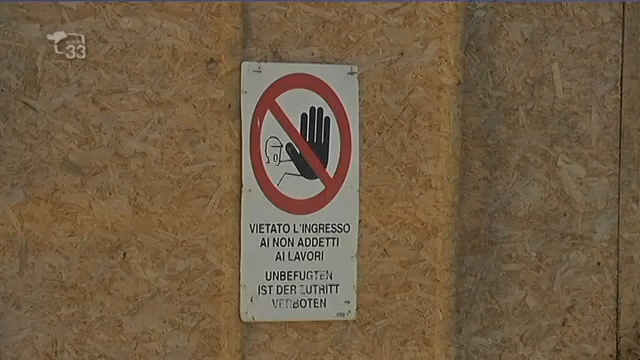 33
VIETATO L'INGRESSO
AI NON ADDETTI
AI LAVORI
UNBEFUGTEN
IST DER ZUTRITT
VERBOTEN